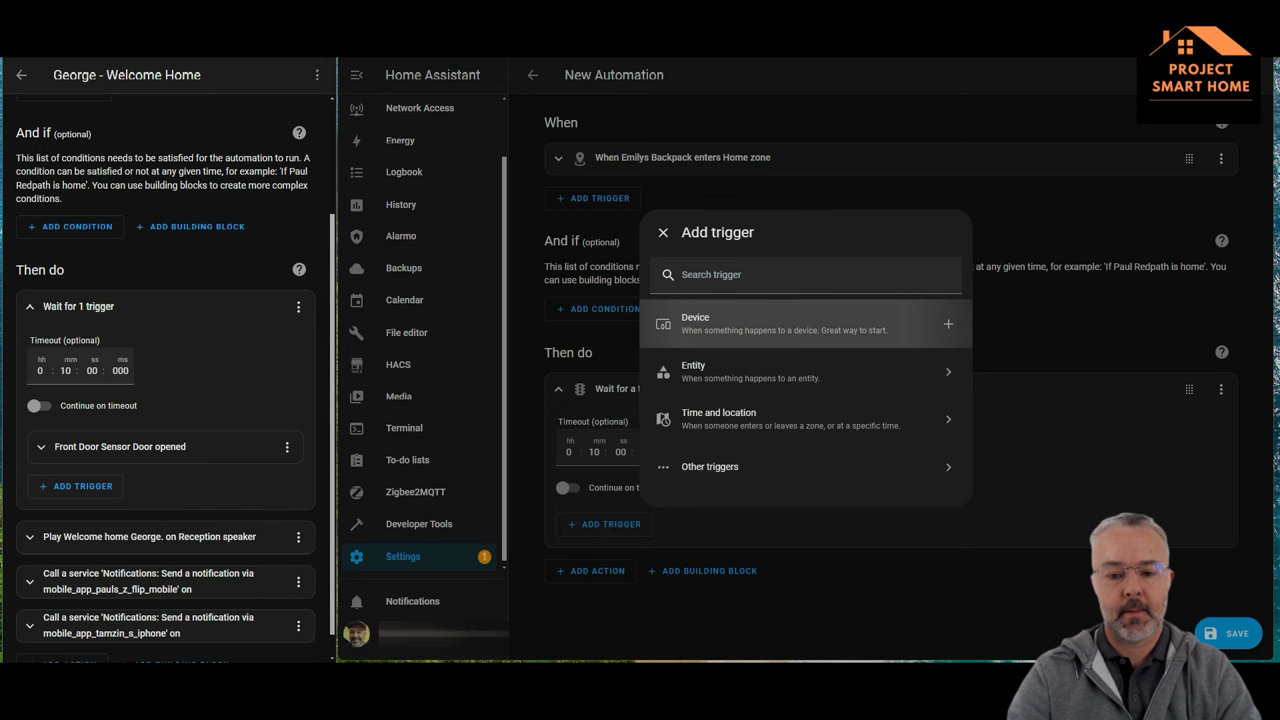 George - Welcome Home
And if (optional)
This list of conditions needs to be satisfied for the automation to run. A
condition can be satisfied or not at any given time, for example: 'If Paul
Redpath is home'. You can use building blocks to create more complex
conditions.
+ ADD CONDITION
+ ADD BUILDING BLOCK
Then do
Wait for 1 trigger
Timeout (optional)
hh mm ss ms
0 : 10 : 00 : 000
Continue on timeout
Front Door Sensor Door opened
+ ADD TRIGGER
Play Welcome home George. on Reception speaker
Call a service 'Notifications: Send a notification via
mobile_app_pauls_z_flip_mobile' on
Call a service 'Notifications: Send a notification via
mobile_app_tamzin_s_iphone' on
Home Assistant
Network Access
Energy
Logbook
History
Alarmo
Backups
Calendar
File editor
HACS
Media
Terminal
To-do lists
Zigbee2MQTT
Developer Tools
Settings
1
Notifications
New Automation
When
When Emilys Backpack enters Home zone
+ ADD TRIGGER
And if (optional)
This list of conditions ne
at any given time, for example: 'If Paul Redpath is home'. You can use
building blocks to crea
+ ADD CONDITIO
Then do
Wait for a t
Timeout (optional)
hh mm ss
0 : 10 : 00 :
Continue on t
+ ADD TRIGGER
+ ADD ACTION
+ ADD BUILDING BLOCK
SAVE
Add trigger
Search trigger
Device
When something happens to a device. Great way to start.
Entity
When something happens to an entity.
Time and location
When someone enters or leaves a zone, or at a specific time.
Other triggers
PROJECT
SMART HOME